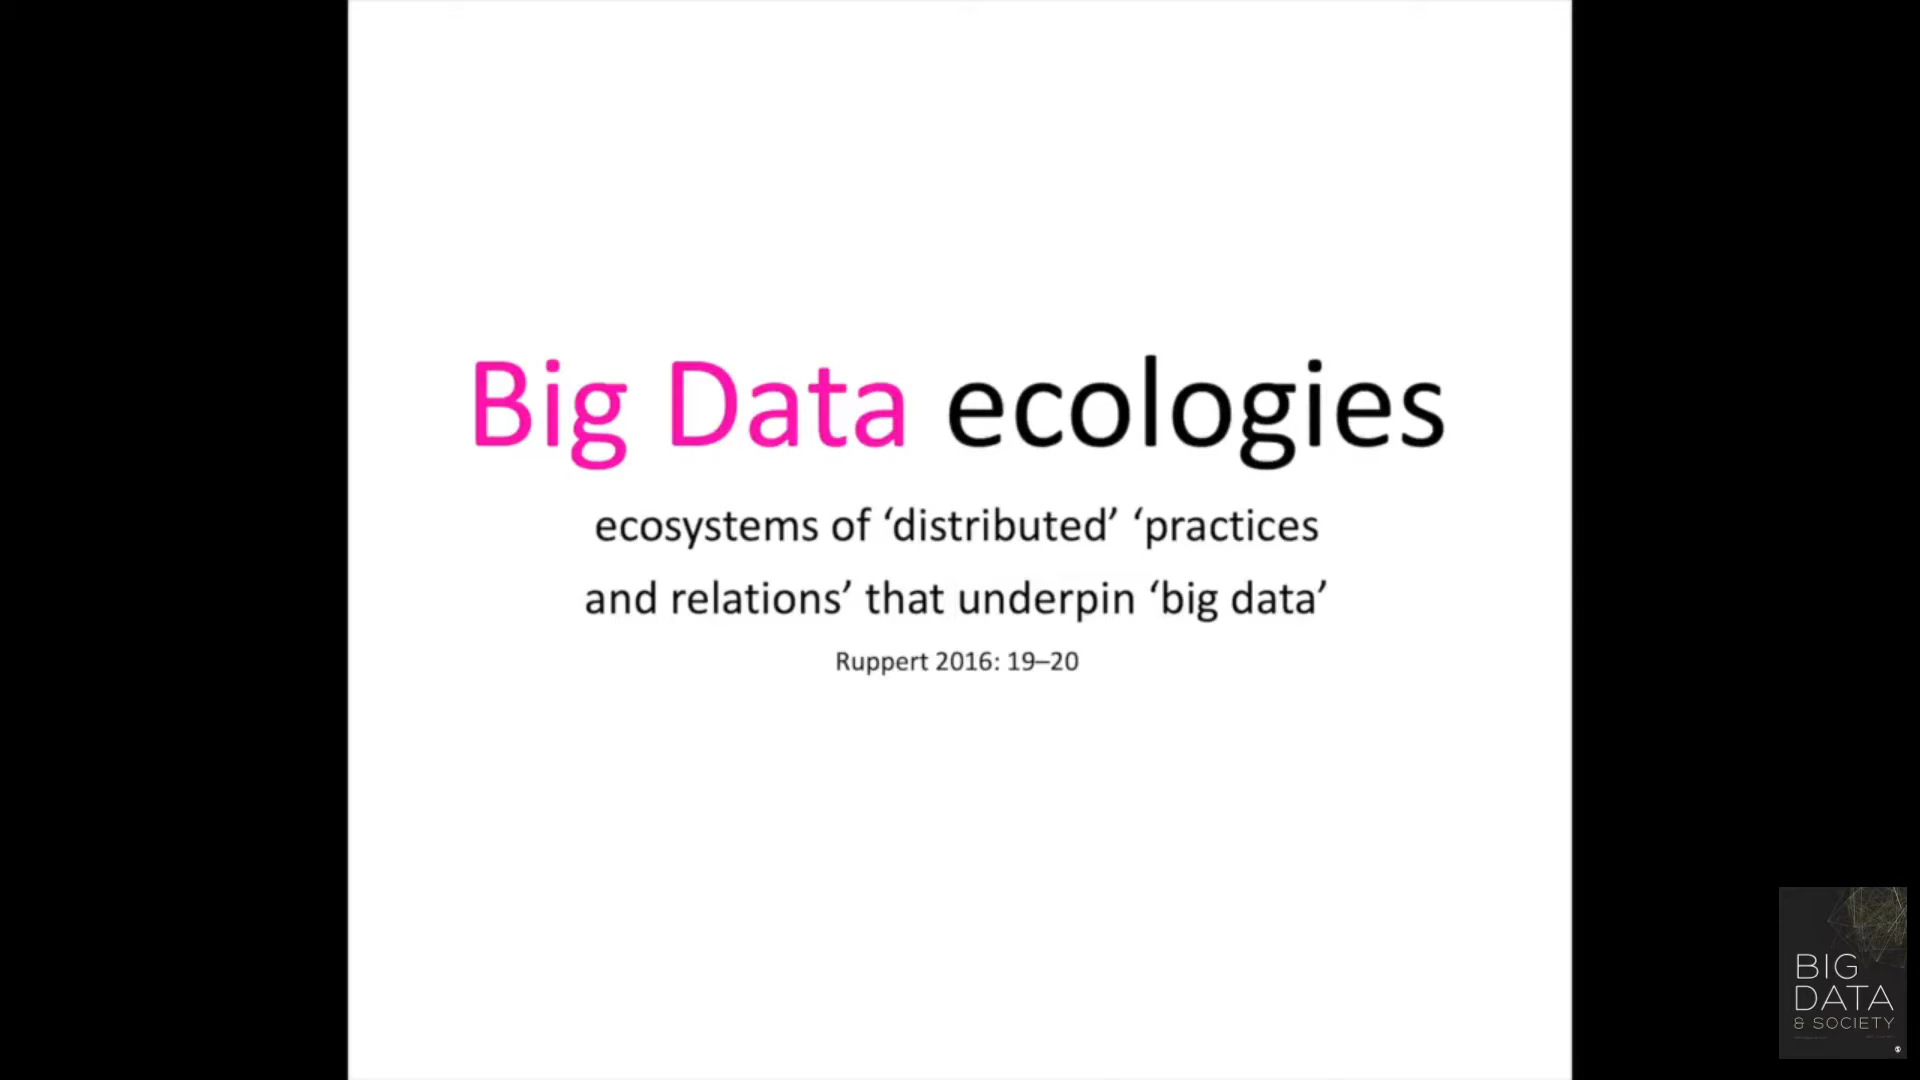 Big Data ecologies
ecosystems of ‘distributed’ ‘practices
and relations’ that underpin ‘big data’
Ruppert 2016: 19–20
BIG
DATA
& SOCIETY